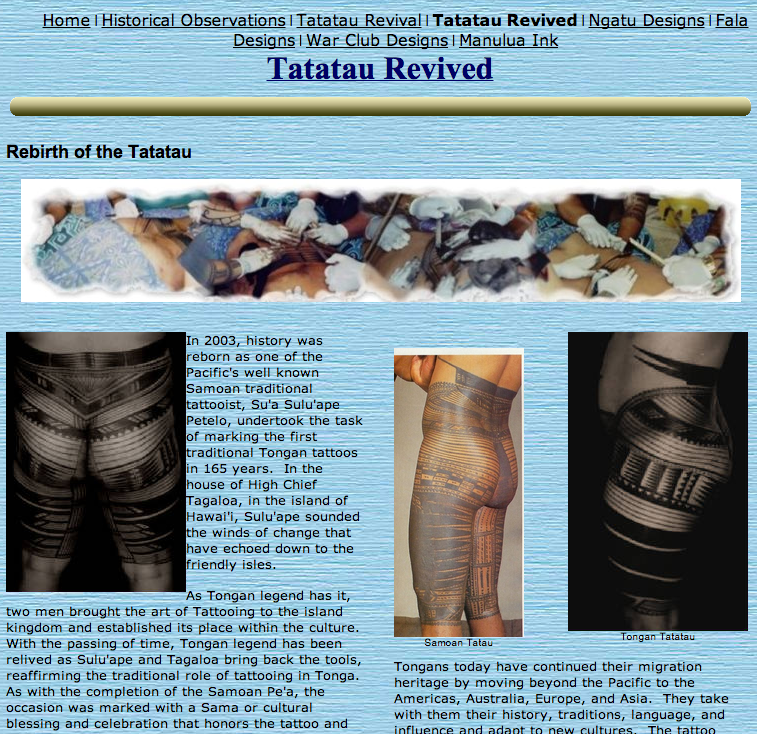 Home | Historical Observations | Tatatau Revival | Tatatau Revived | Ngatu Designs | Fala
Designs | War Club Designs | Manulua Ink
Tatatau Revived
Rebirth of the Tatatau
In 2003, history was
reborn as one of the
Pacific's well known
Samoan traditional
tattooist, Su'a Sulu'ape
Petelo, undertook the task
of marking the first
traditional Tongan tattoos
in 165 years. In the
house of High Chief
Tagaloa, in the island of
Hawai'i, Sulu'ape sounded
the winds of change that
have echoed down to the
friendly isles.
As Tongan legend has it,
two men brought the art of Tattooing to the island
kingdom and established its place within the culture.
With the passing of time, Tongan legend has been
relived as Sulu'ape and Tagaloa bring back the tools,
reaffirming the traditional role of tattooing in Tonga.
As with the completion of the Samoan Pe'a, the
occasion was marked with a Sama or cultural
blessing and celebration that honors the tattoo and
Samoan Tatau
Tongan Tatatau
Tongans today have continued their migration
heritage by moving beyond the Pacific to the
Americas, Australia, Europe, and Asia. They take
with them their history, traditions, language, and
influence and adapt to new cultures. The tattoo